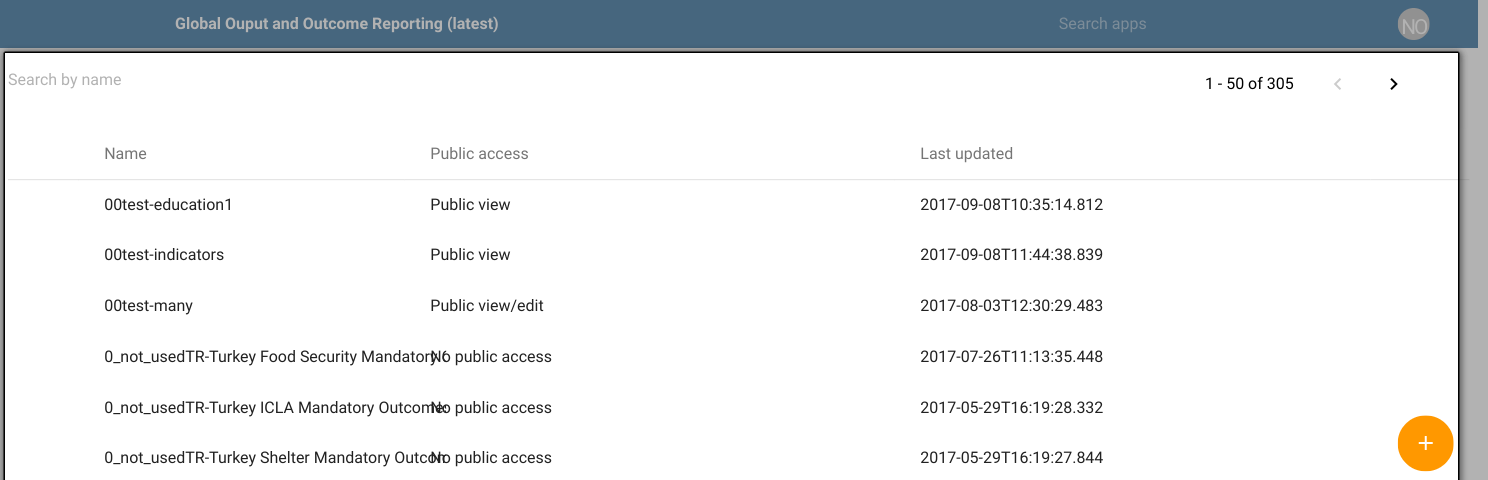 Global Ouput and Outcome Reporting (latest) Search apps NO
Search by name 1 - 50 of 305
Name Public access Last updated
00test-education1 Public view 2017-09-08T10:35:14.812
00test-indicators Public view 2017-09-08T11:44:38.839
00test-many Public view/edit 2017-08-03T12:30:29.483
0_not_usedTR-Turkey Food Security Mandatory No public access 2017-07-26T11:13:35.448
0_not_usedTR-Turkey ICLA Mandatory Outcome No public access 2017-05-29T16:19:28.332
0_not_usedTR-Turkey Shelter Mandatory Outcom No public access 2017-05-29T16:19:27.844